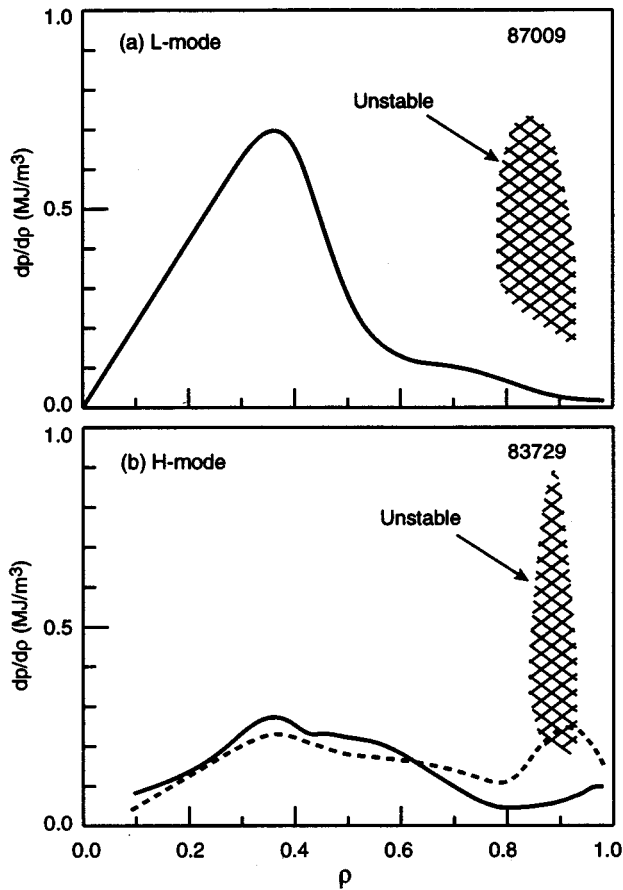 1.0
(a) L-mode
87009
Unstable
0.5
dp/dρ (MJ/m³)
0.0
1.0
(b) H-mode
83729
Unstable
0.5
dp/dρ (MJ/m³)
0.0
0.0 0.2 0.4 0.6 0.8 1.0
ρ